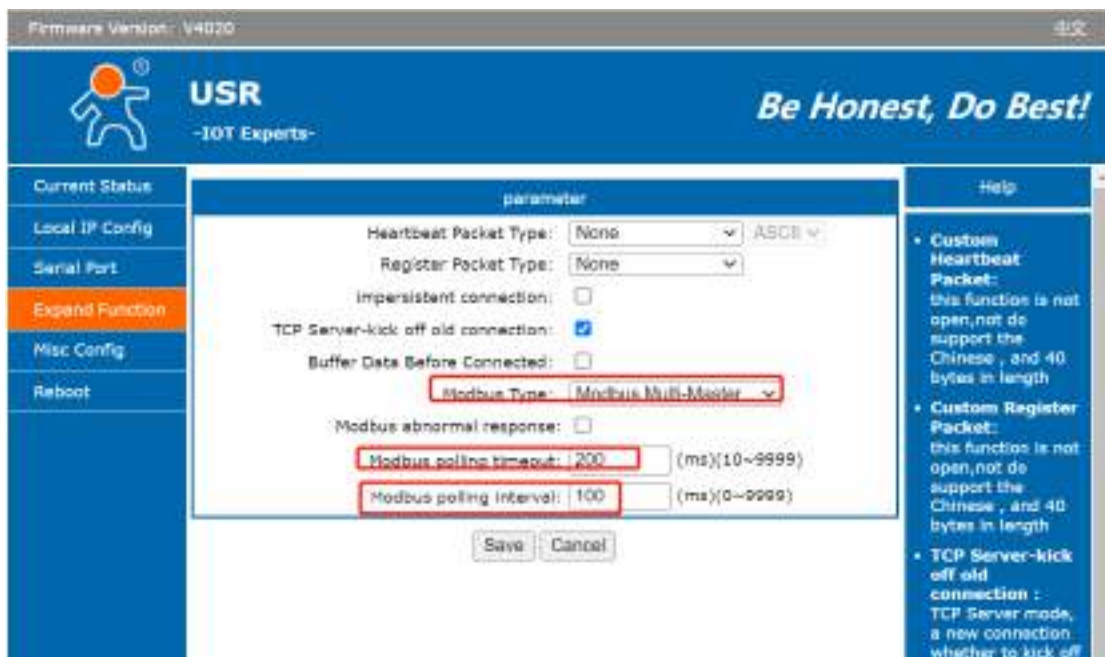 Firmware Version: V4020
中文
USR
-IOT Experts-
Be Honest, Do Best!
Current Status
Local IP Config
Serial Port
Expand Function
Misc Config
Reboot
parameter
Heartbeat Packet Type: None ASCII
Register Packet Type: None
Impersistent connection:
TCP Server-kick off old connection:
Buffer Data Before Connected:
Modbus Type: Modbus Multi-Master
Modbus abnormal response:
Modbus polling timeout: 200 (ms)(10~9999)
Modbus polling interval: 100 (ms)(0~9999)
Save Cancel
Help
• Custom
Heartbeat
Packet:
this function is not
open,not do
support the
Chinese , and 40
bytes in length
• Custom Register
Packet:
this function is not
open,not do
support the
Chinese , and 40
bytes in length
• TCP Server-kick
off old
connection :
TCP Server mode,
a new connection
whether to kick off